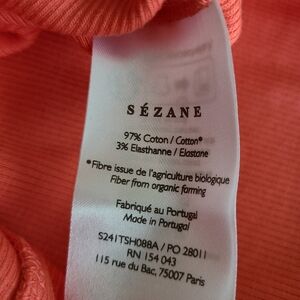 SÉZANE
97% Coton / Cotton*
3% Elasthanne / Elastane
*Fibre issue de l'agriculture biologique
Fiber from organic farming
Fabriqué au Portugal
Made in Portugal
S241TSH088A / PO 28011
RN 154 043
115 rue du Bac, 75007 Paris